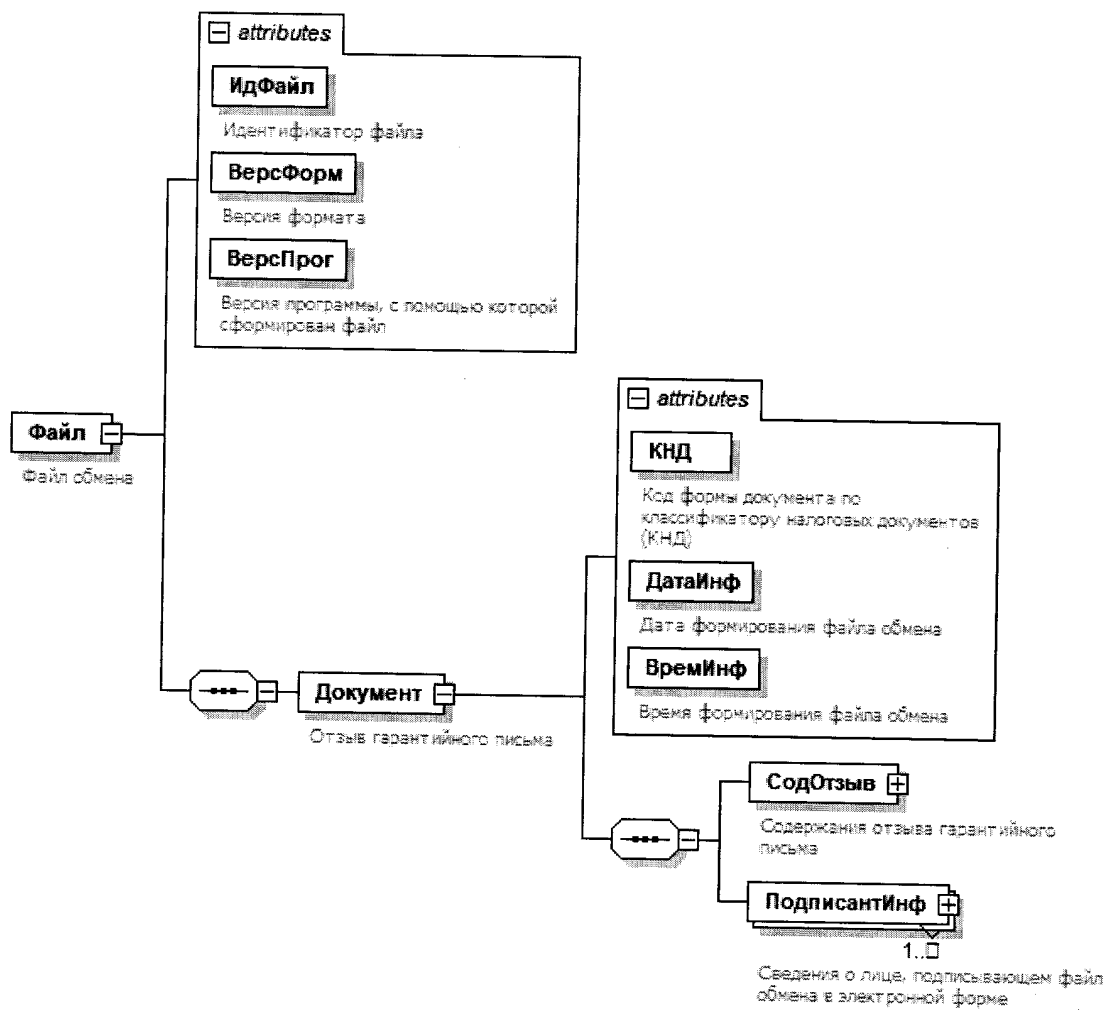 attributes
ИдФайл
Идентификатор файла
ВерсФорм
Версия формата
ВерсПрог
Версия программы, с помощью которой
сформирован файл
Файл
Файл обмена
attributes
КНД
Код формы документа по
классификатору налоговых документов
(КНД)
ДатаИнф
Дата формирования файла обмена
ВремИнф
Время формирования файла обмена
Документ
Отзыв гарантийного письма
СодОтзыв
Содержания отзыва гарантийного
письма
ПодписантИнф
1..□
Сведения о лице, подписывающем файл
обмена в электронной форме